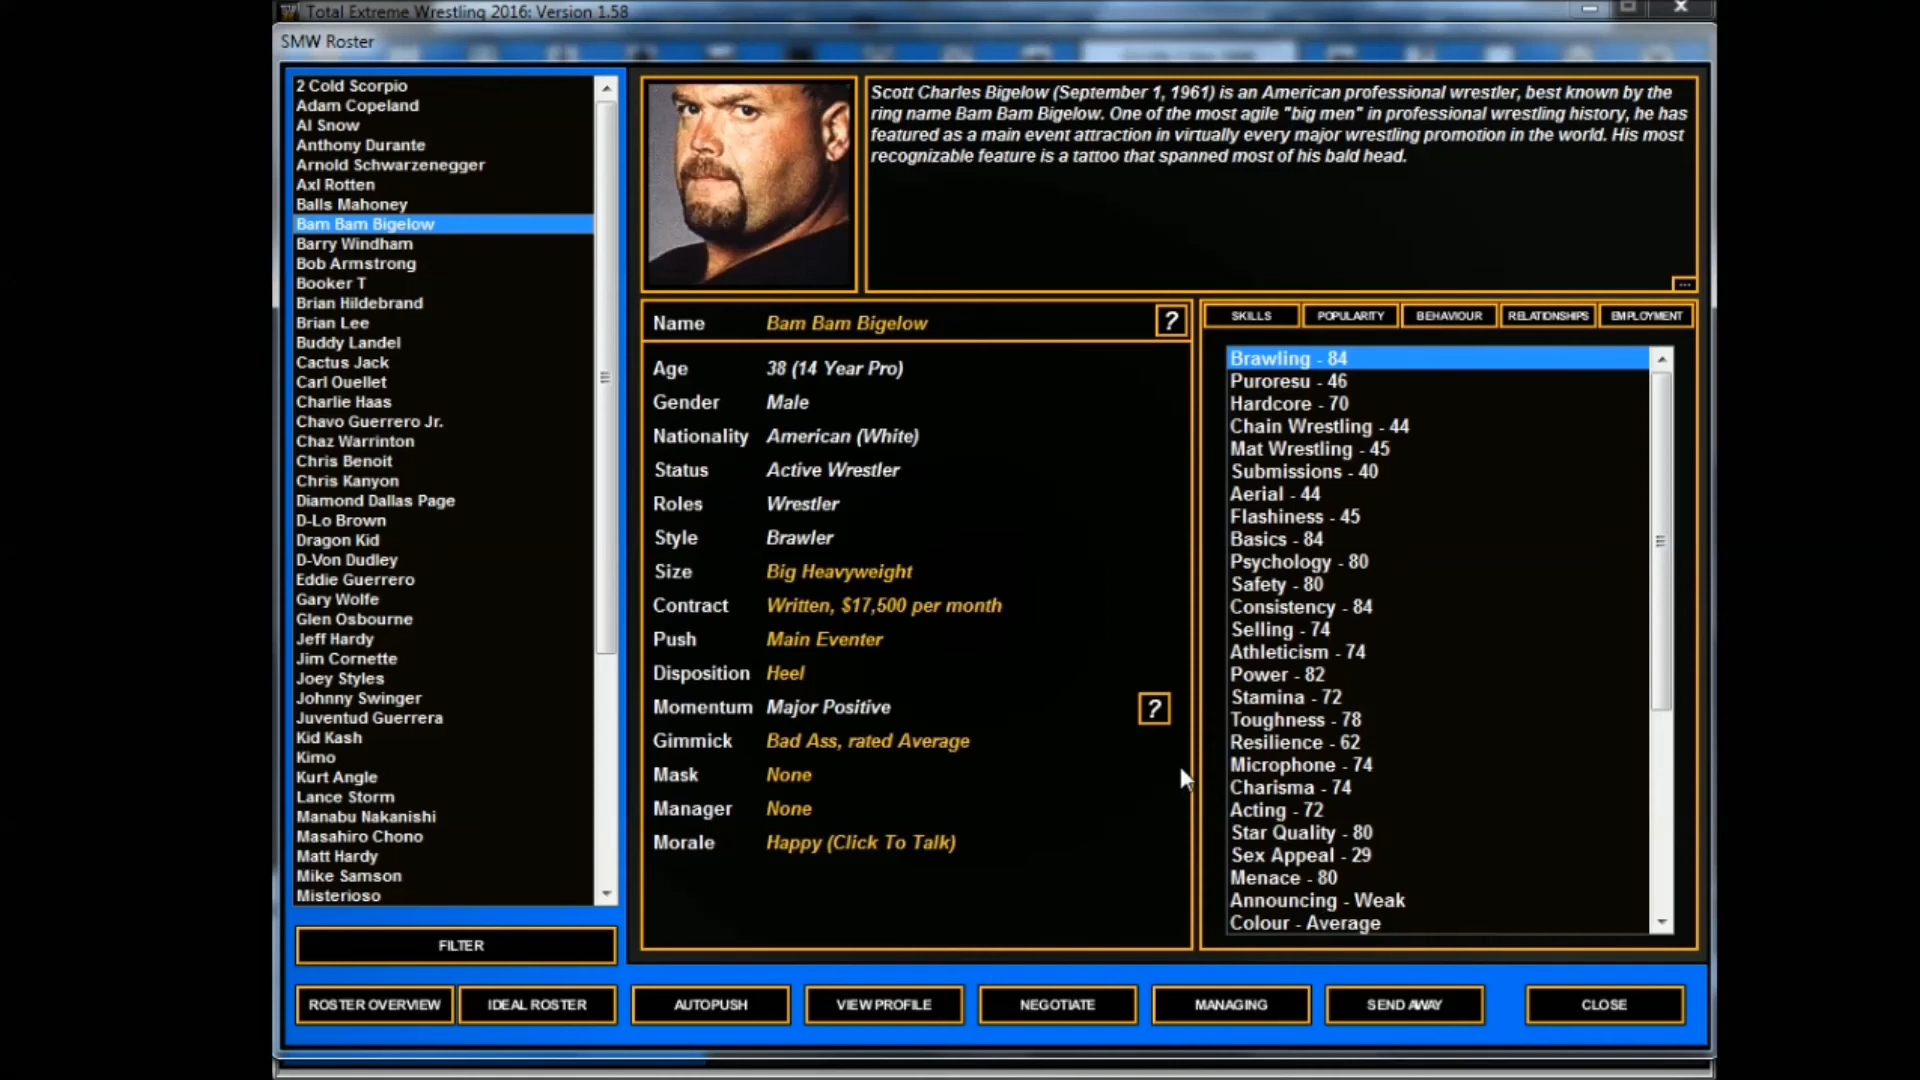 Total Extreme Wrestling 2016: Version 1.58
SMW Roster
2 Cold Scorpio
Adam Copeland
Al Snow
Anthony Durante
Arnold Schwarzenegger
Axl Rotten
Balls Mahoney
Bam Bam Bigelow
Barry Windham
Bob Armstrong
Booker T
Brian Hildebrand
Brian Lee
Buddy Landel
Cactus Jack
Carl Ouellet
Charlie Haas
Chavo Guerrero Jr.
Chaz Warrinton
Chris Benoit
Chris Kanyon
Diamond Dallas Page
D-Lo Brown
Dragon Kid
D-Von Dudley
Eddie Guerrero
Gary Wolfe
Glen Osbourne
Jeff Hardy
Jim Cornette
Joey Styles
Johnny Swinger
Juventud Guerrera
Kid Kash
Kimo
Kurt Angle
Lance Storm
Manabu Nakanishi
Masahiro Chono
Matt Hardy
Mike Samson
Misterioso
FILTER
Scott Charles Bigelow (September 1, 1961) is an American professional wrestler, best known by the
ring name Bam Bam Bigelow. One of the most agile "big men" in professional wrestling history, he has
featured as a main event attraction in virtually every major wrestling promotion in the world. His most
recognizable feature is a tattoo that spanned most of his bald head.
...
Name Bam Bam Bigelow ?
Age 38 (14 Year Pro)
Gender Male
Nationality American (White)
Status Active Wrestler
Roles Wrestler
Style Brawler
Size Big Heavyweight
Contract Written, $17,500 per month
Push Main Eventer
Disposition Heel
Momentum Major Positive ?
Gimmick Bad Ass, rated Average
Mask None
Manager None
Morale Happy (Click To Talk)
SKILLS POPULARITY BEHAVIOUR RELATIONSHIPS EMPLOYMENT
Brawling - 84
Puroresu - 46
Hardcore - 70
Chain Wrestling - 44
Mat Wrestling - 45
Submissions - 40
Aerial - 44
Flashiness - 45
Basics - 84
Psychology - 80
Safety - 80
Consistency - 84
Selling - 74
Athleticism - 74
Power - 82
Stamina - 72
Toughness - 78
Resilience - 62
Microphone - 74
Charisma - 74
Acting - 72
Star Quality - 80
Sex Appeal - 29
Menace - 80
Announcing - Weak
Colour - Average
ROSTER OVERVIEW IDEAL ROSTER AUTOPUSH VIEW PROFILE NEGOTIATE MANAGING SEND AWAY CLOSE